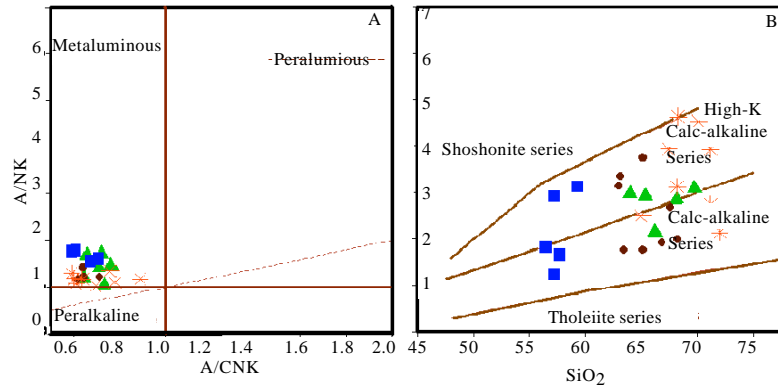 A
Metaluminous
Peralumious
A/NK
6
5
4
3
2
1
0
Peralkaline
0.6 0.8 1.0 1.2 1.4 1.6 1.8 2.0
A/CNK
7 B
6
5
4
3
2
1
High-K
Calc-alkaline
Series
Shoshonite series
Calc-alkaline
Series
Tholeiite series
45 50 55 60 65 70 75
SiO2